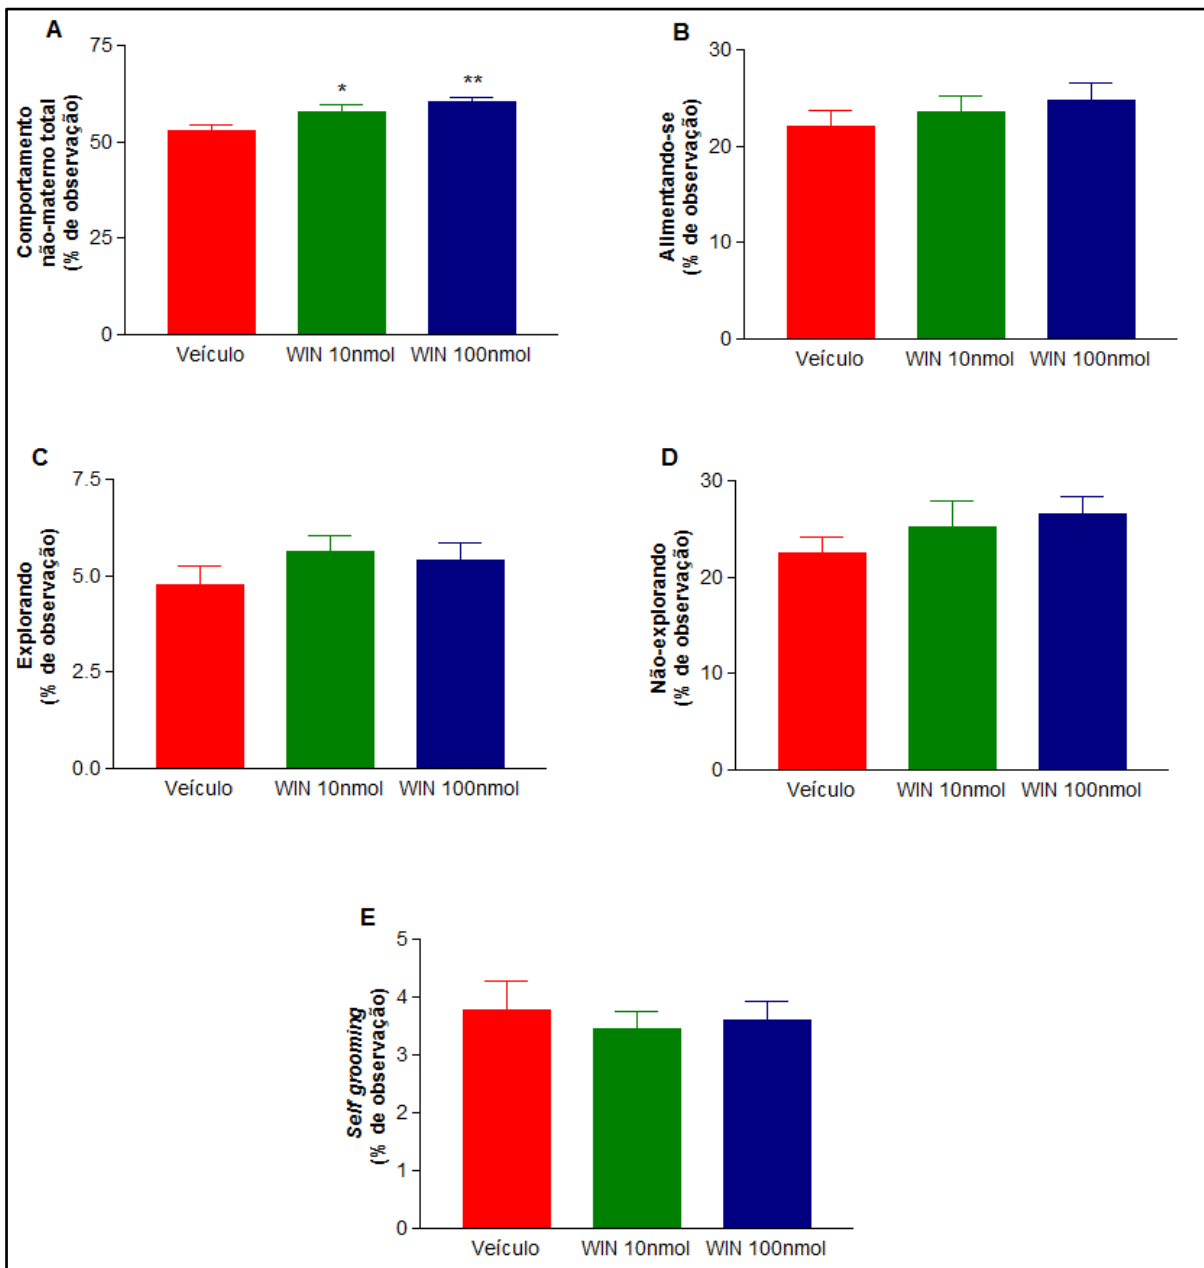 A
Comportamento
não-materno total
(% de observação)
75
50
25
0
*
**
Veículo
WIN 10nmol
WIN 100nmol
B
Alimentando-se
(% de observação)
30
20
10
0
Veículo
WIN 10nmol
WIN 100nmol
C
Explorando
(% de observação)
7.5
5.0
2.5
0.0
Veículo
WIN 10nmol
WIN 100nmol
D
Não-explorando
(% de observação)
30
20
10
0
Veículo
WIN 10nmol
WIN 100nmol
E
Self grooming
(% de observação)
5
4
3
2
1
0
Veículo
WIN 10nmol
WIN 100nmol